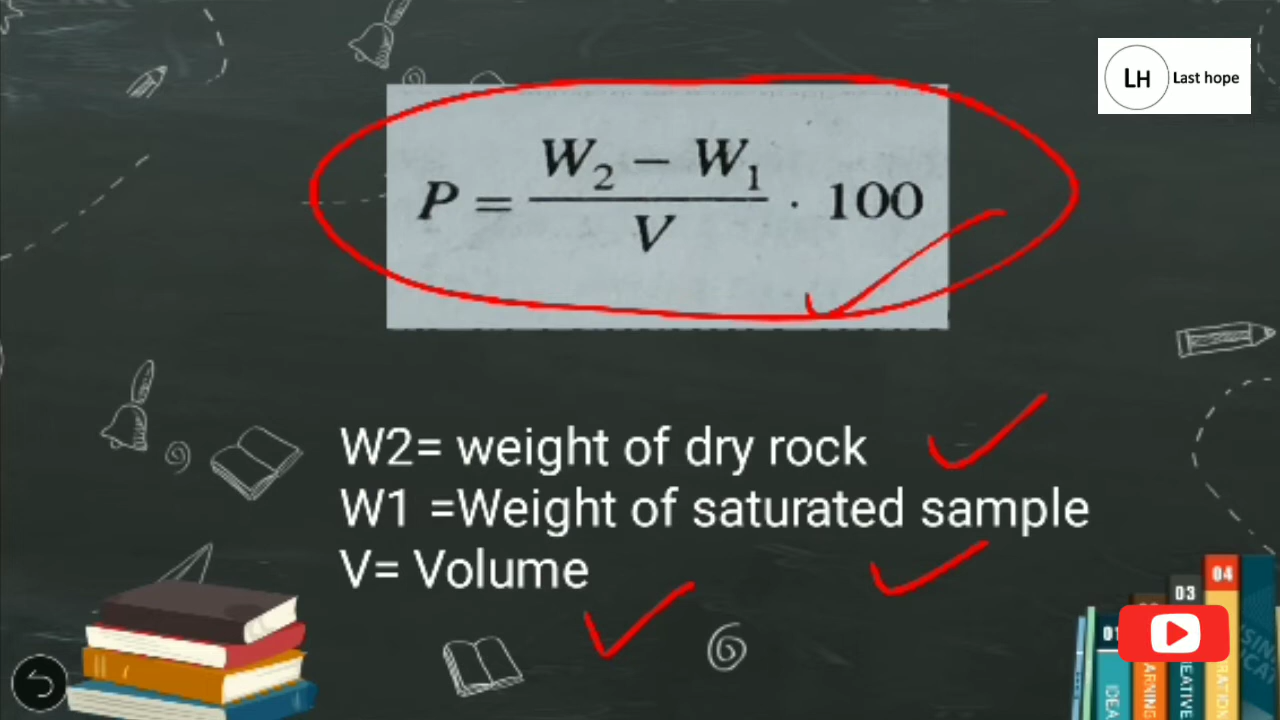 LH Last hope
P = W₂ − W₁ / V · 100
W2= weight of dry rock
W1 =Weight of saturated sample
V= Volume
04
03